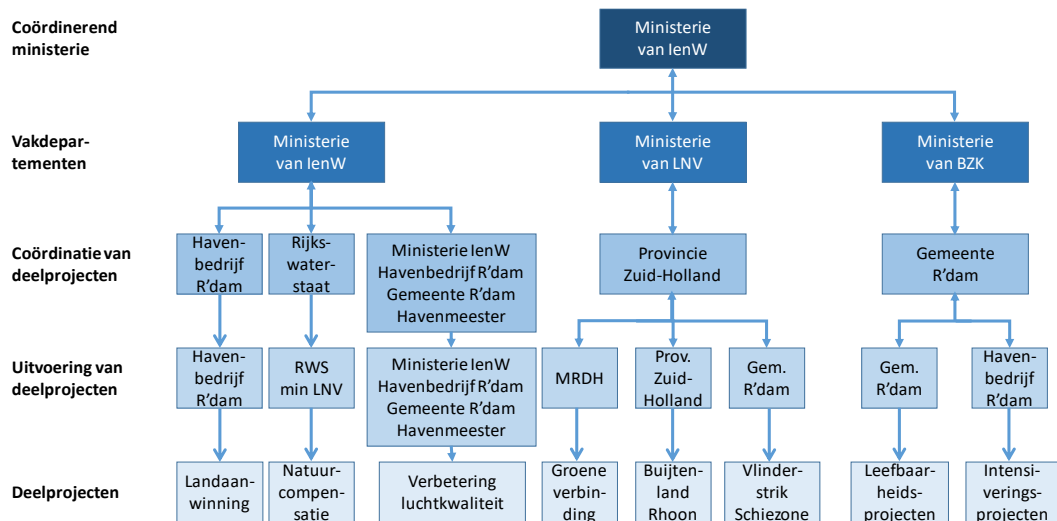 Coördinerend
ministerie
Ministerie
van IenW
Vakdepar-
tementen
Ministerie
van IenW
Ministerie
van LNV
Ministerie
van BZK
Coördinatie van
deelprojecten
Haven-
bedrijf
R'dam
Rijks-
water-
staat
Ministerie IenW
Havenbedrijf R'dam
Gemeente R'dam
Havenmeester
Provincie
Zuid-Holland
Gemeente
R'dam
Uitvoering van
deelprojecten
Haven-
bedrijf
R'dam
RWS
min LNV
Ministerie IenW
Havenbedrijf R'dam
Gemeente R'dam
Havenmeester
MRDH
Prov.
Zuid-
Holland
Gem.
R'dam
Gem.
R'dam
Haven-
bedrijf
R'dam
Deelprojecten
Landaan-
winning
Natuur-
compen-
satie
Verbetering
luchtkwaliteit
Groene
verbin-
ding
Buijten-
land
Rhoon
Vlinder-
strik
Schiezone
Leefbaar-
heids-
projecten
Intensi-
verings-
projecten